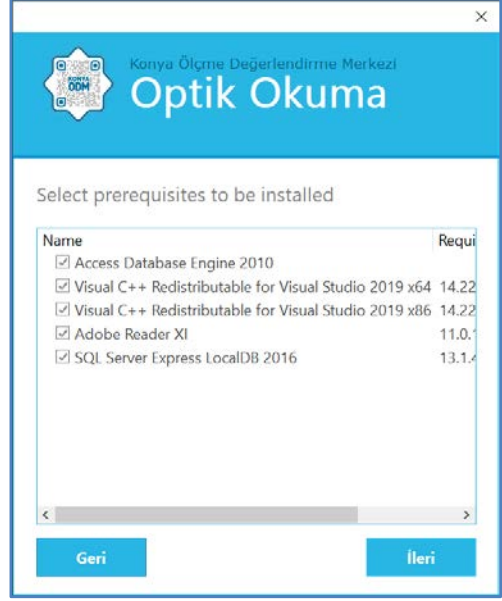 KONYA
ODM
Konya Ölçme Değerlendirme Merkezi
Optik Okuma
Select prerequisites to be installed
Name Requi
Access Database Engine 2010
Visual C++ Redistributable for Visual Studio 2019 x64 14.22
Visual C++ Redistributable for Visual Studio 2019 x86 14.22
Adobe Reader XI 11.0.
SQL Server Express LocalDB 2016 13.1.4
Geri İleri